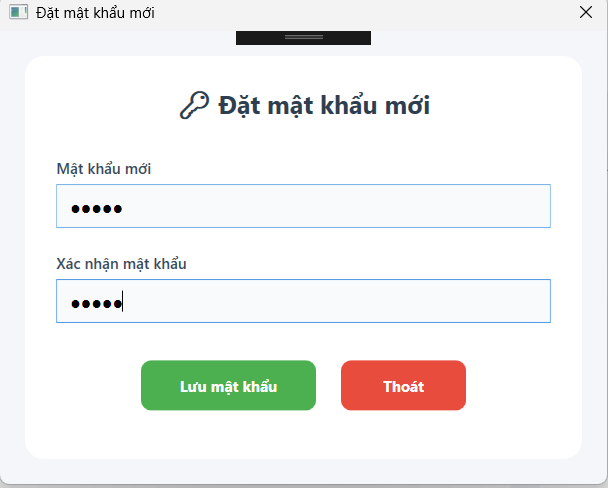 Đặt mật khẩu mới
Đặt mật khẩu mới
Mật khẩu mới
●●●●●
Xác nhận mật khẩu
●●●●●
Lưu mật khẩu
Thoát